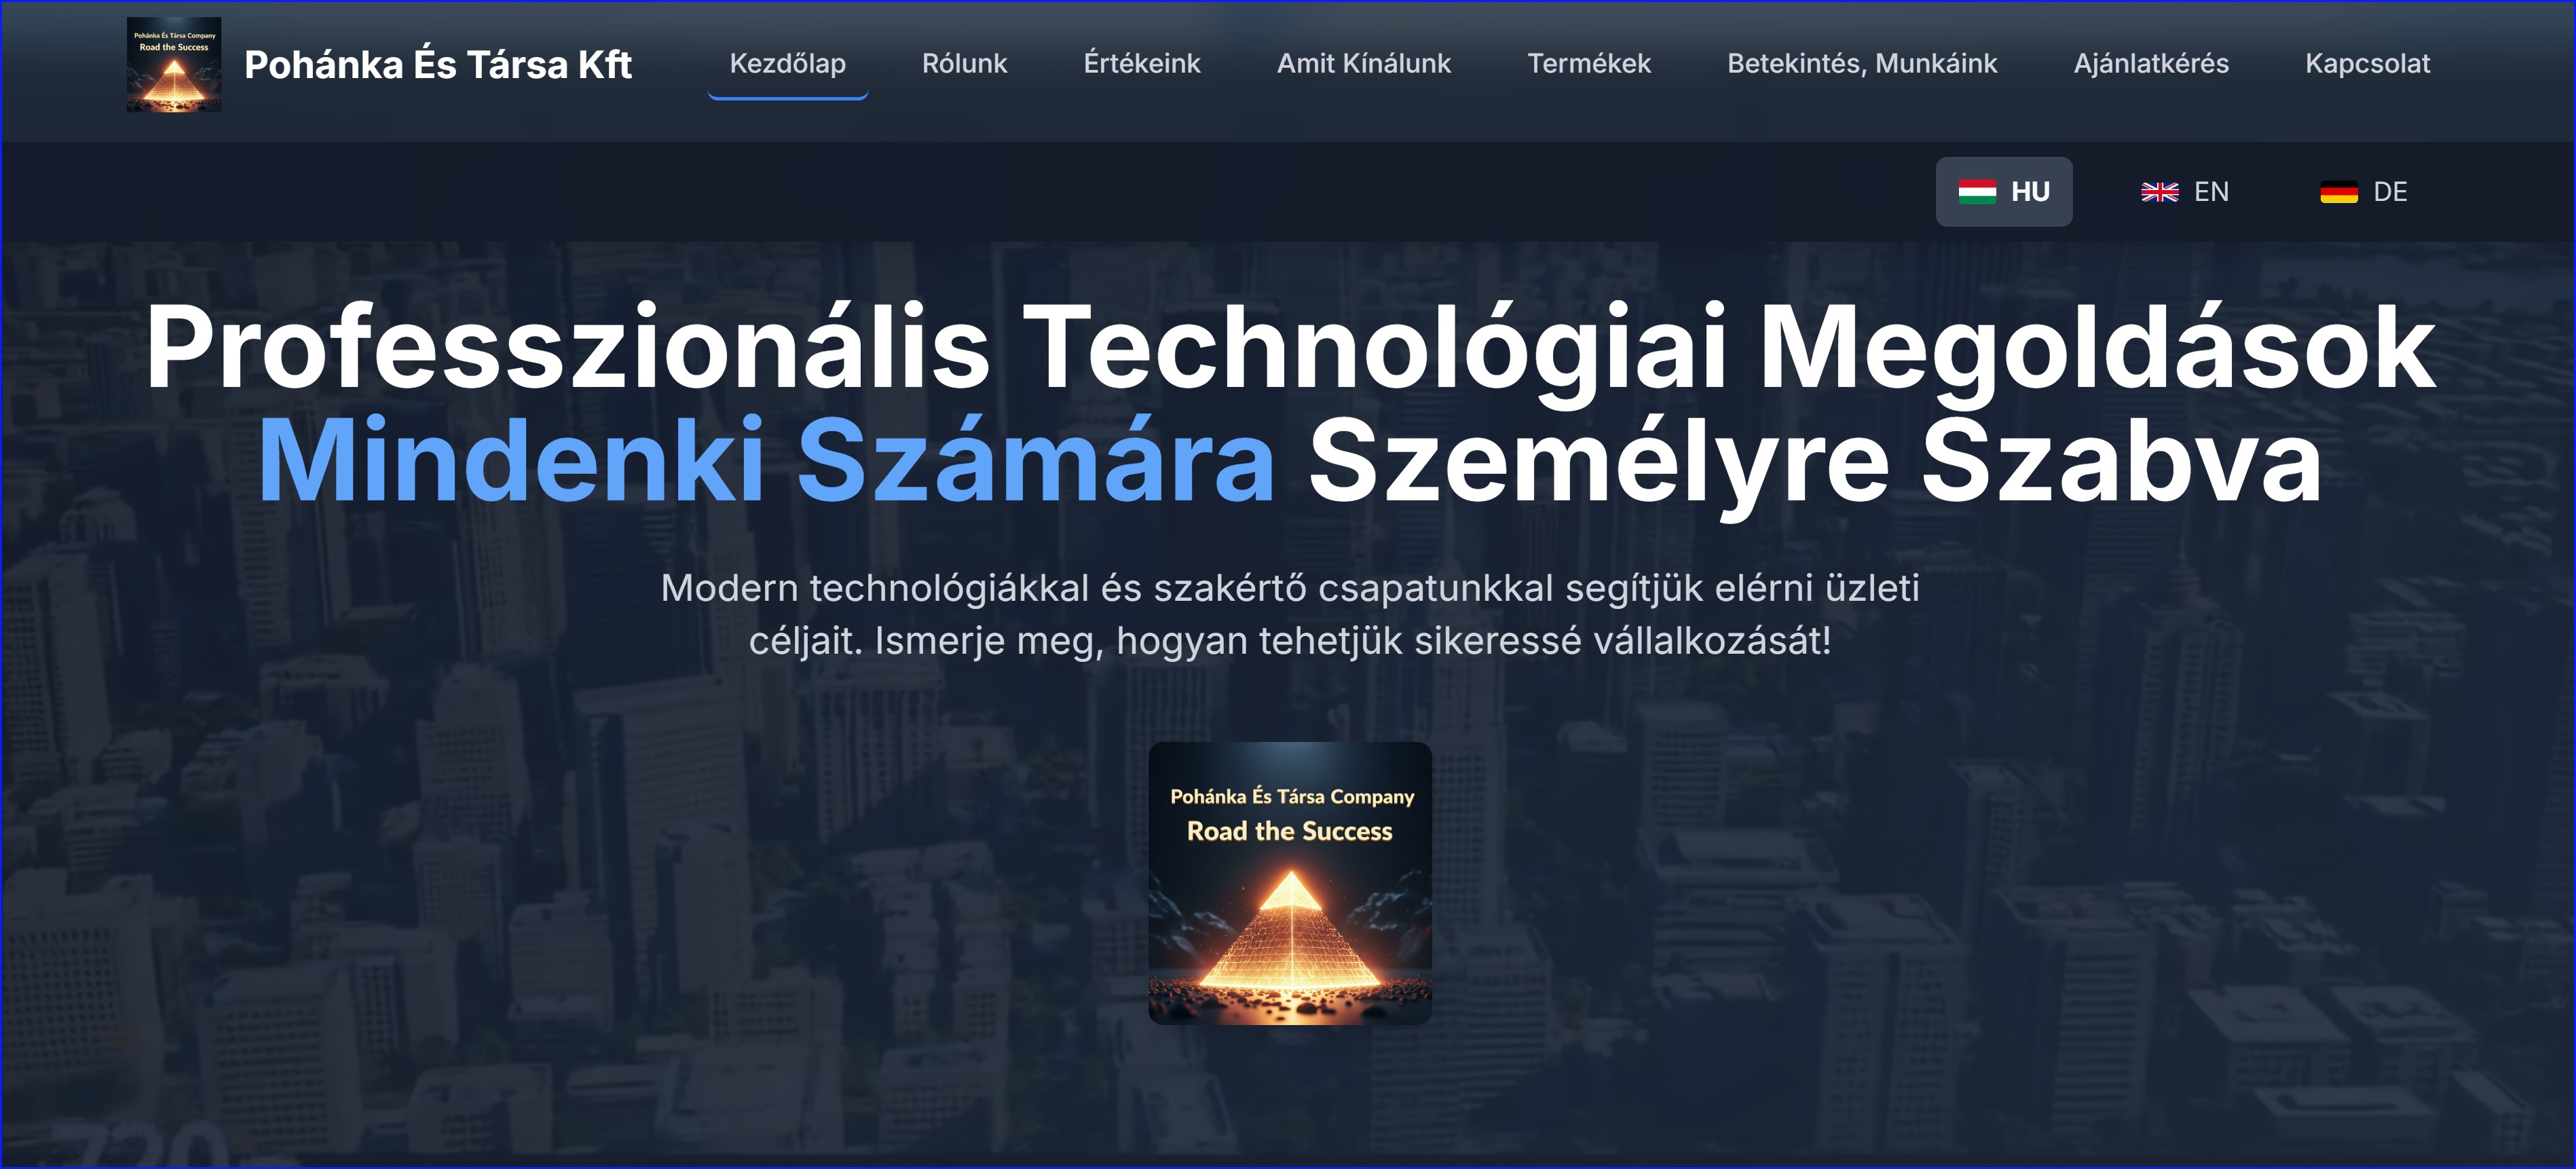 Pohánka És Társa Company
Road the Success
Pohánka És Társa Kft
Kezdőlap
Rólunk
Értékeink
Amit Kínálunk
Termékek
Betekintés, Munkáink
Ajánlatkérés
Kapcsolat
HU
EN
DE
Professzionális Technológiai Megoldások
Mindenki Számára Személyre Szabva
Modern technológiákkal és szakértő csapatunkkal segítjük elérni üzleti
céljait. Ismerje meg, hogyan tehetjük sikeressé vállalkozását!
Pohánka És Társa Company
Road the Success
720